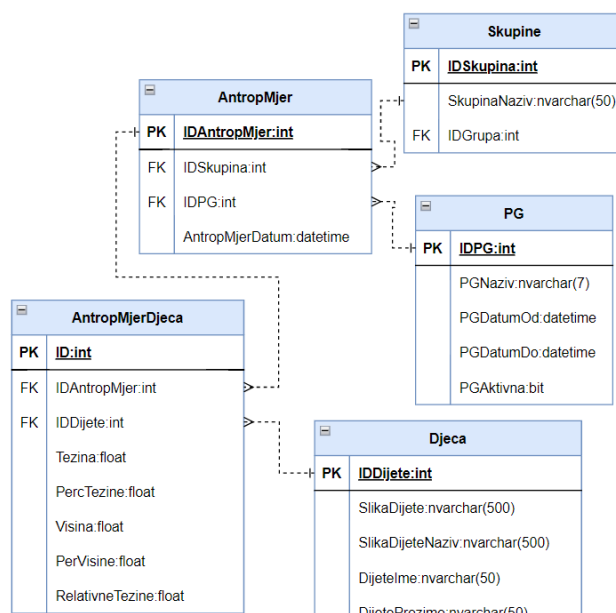 Skupine
PK IDSkupina:int
SkupinaNaziv:nvarchar(50)
FK IDGrupa:int
AntropMjer
PK IDAntropMjer:int
FK IDSkupina:int
FK IDPG:int
AntropMjerDatum:datetime
PG
PK IDPG:int
PGNaziv:nvarchar(7)
PGDatumOd:datetime
PGDatumDo:datetime
PGAktivna:bit
AntropMjerDjeca
PK ID:int
FK IDAntropMjer:int
FK IDDijete:int
Tezina:float
PercTezine:float
Visina:float
PerVisine:float
RelativneTezine:float
Djeca
PK IDDijete:int
SlikaDijete:nvarchar(500)
SlikaDijeteNaziv:nvarchar(500)
DijeteIme:nvarchar(50)
DijetePrezime:nvarchar(50)